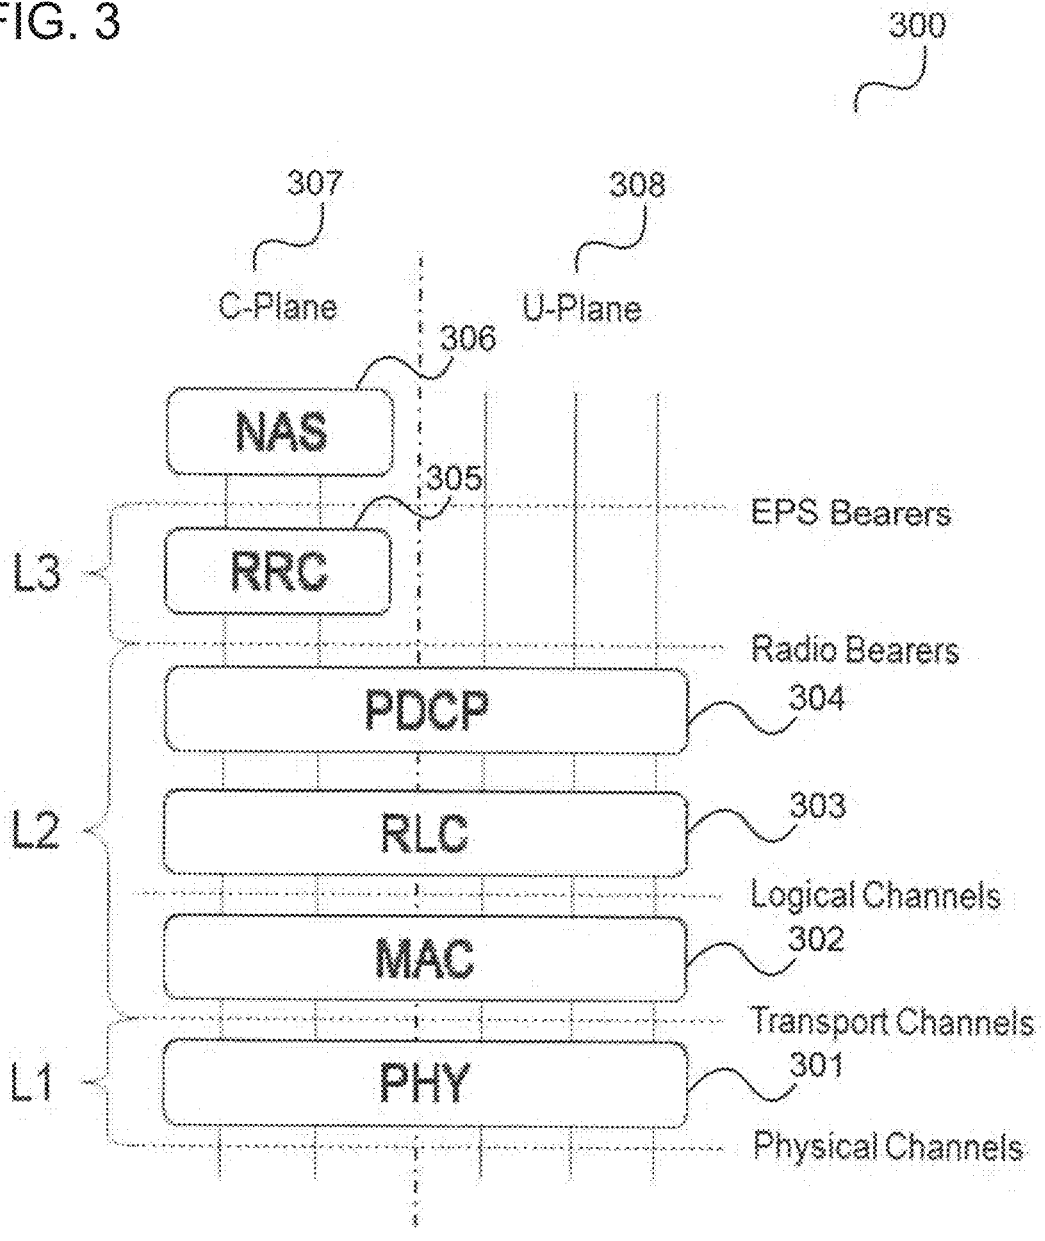 FIG. 3
300
307
308
C-Plane
U-Plane
306
NAS
305
EPS Bearers
L3
RRC
Radio Bearers
PDCP
304
L2
RLC
303
Logical Channels
MAC
302
Transport Channels
L1
PHY
301
Physical Channels